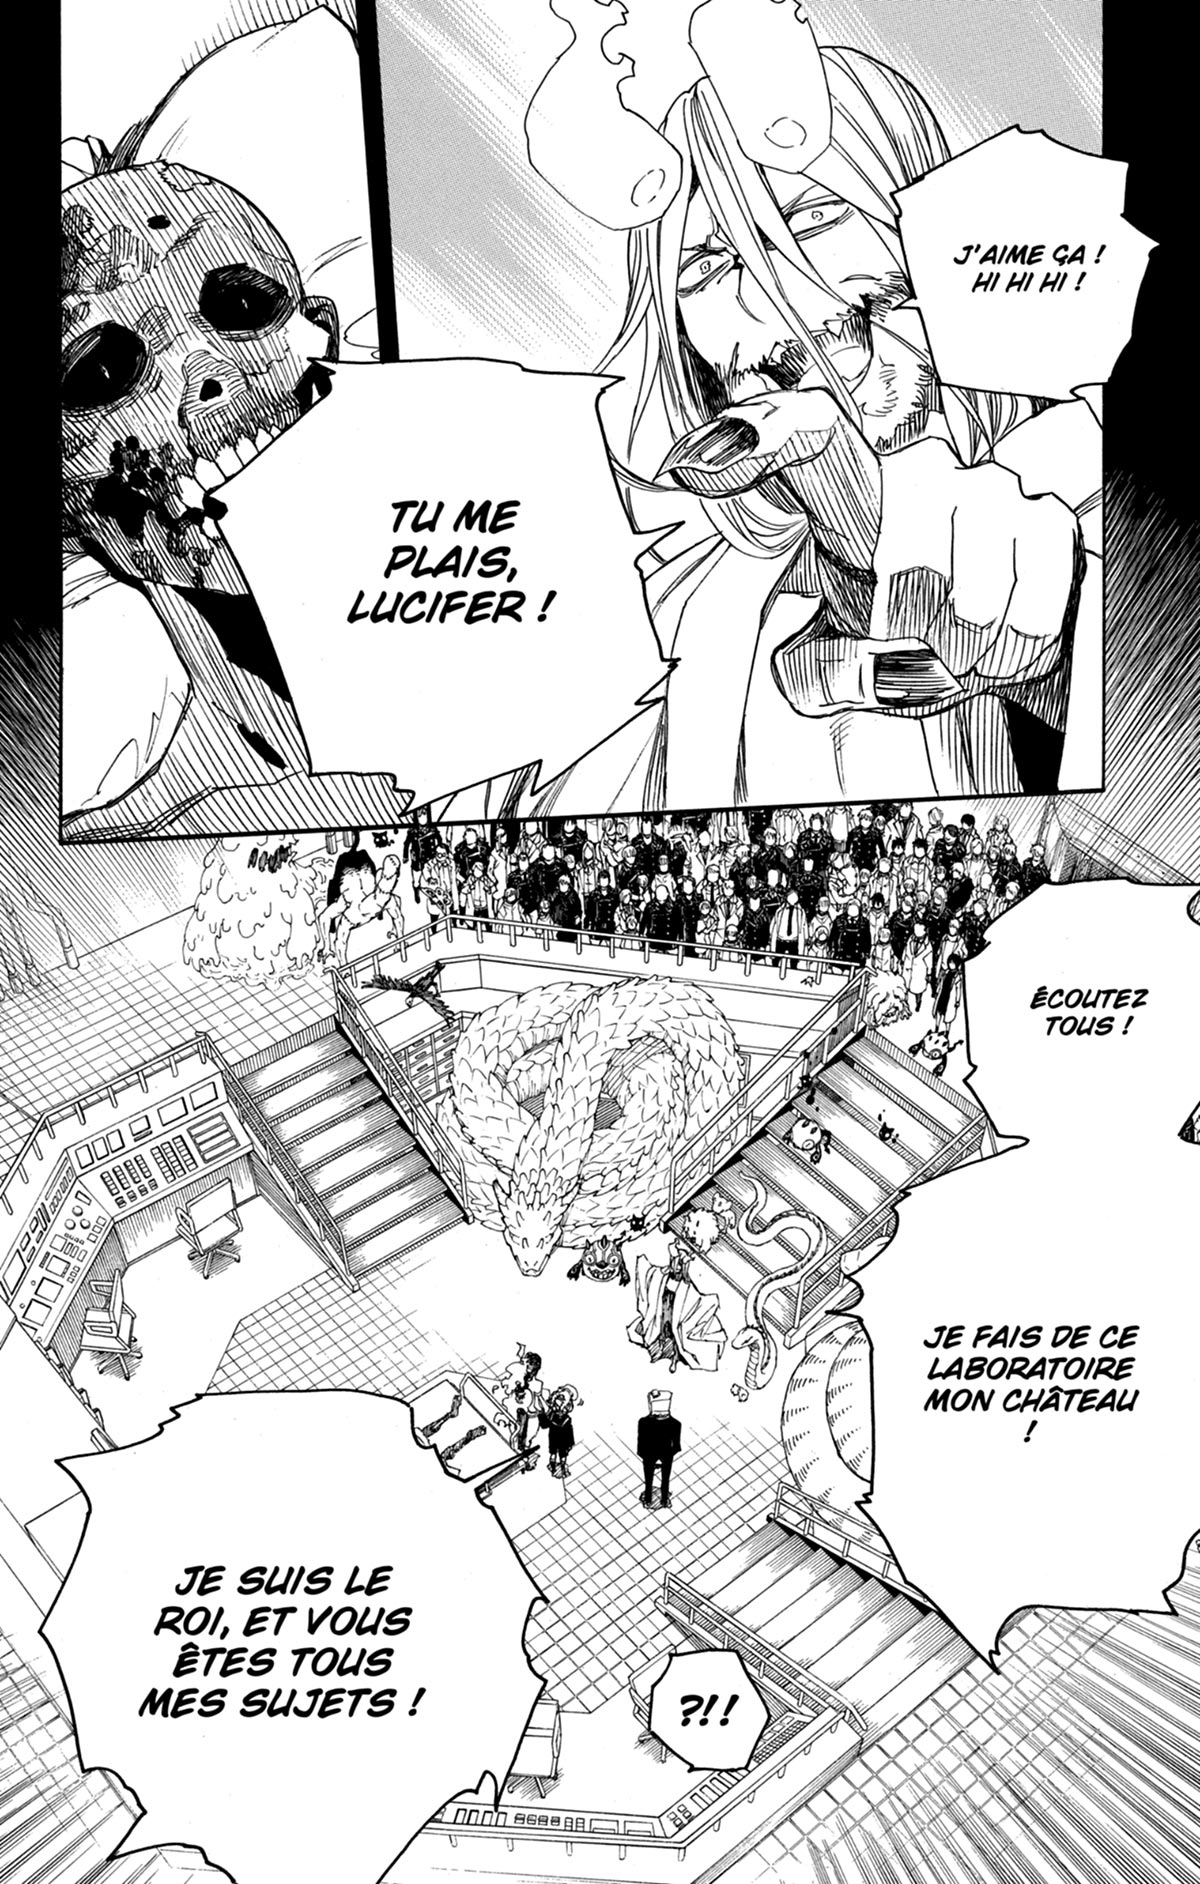 J'AIME ÇA !
HI HI HI !
TU ME
PLAIS,
LUCIFER !
ÉCOUTEZ
TOUS !
JE FAIS DE CE
LABORATOIRE
MON CHÂTEAU
!
JE SUIS LE
ROI, ET VOUS
ÊTES TOUS
MES SUJETS !
?!!